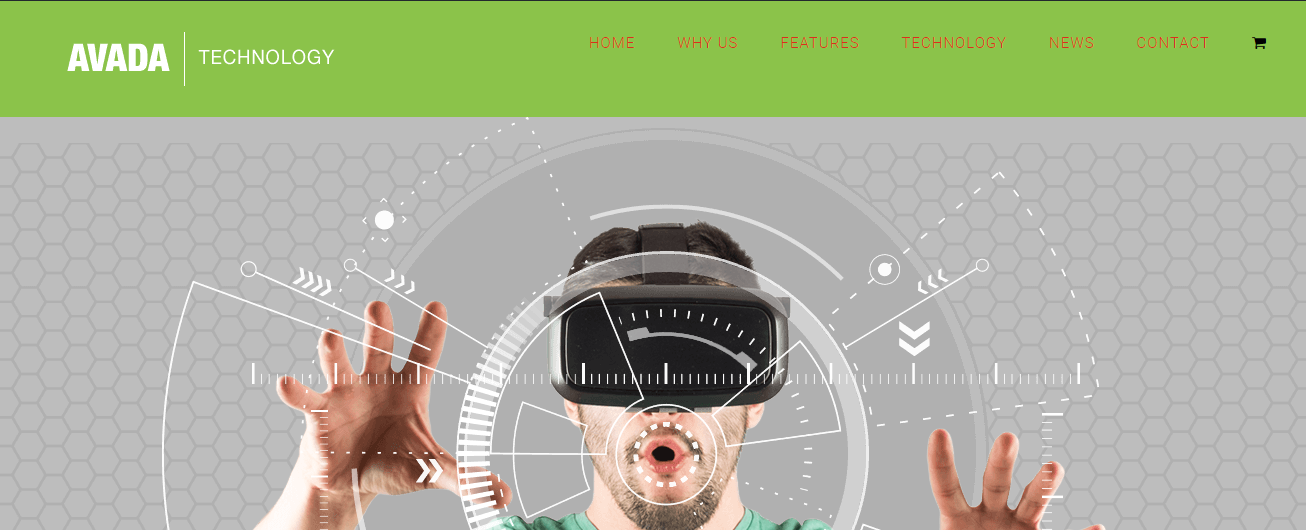 AVADA TECHNOLOGY
HOME WHY US FEATURES TECHNOLOGY NEWS CONTACT